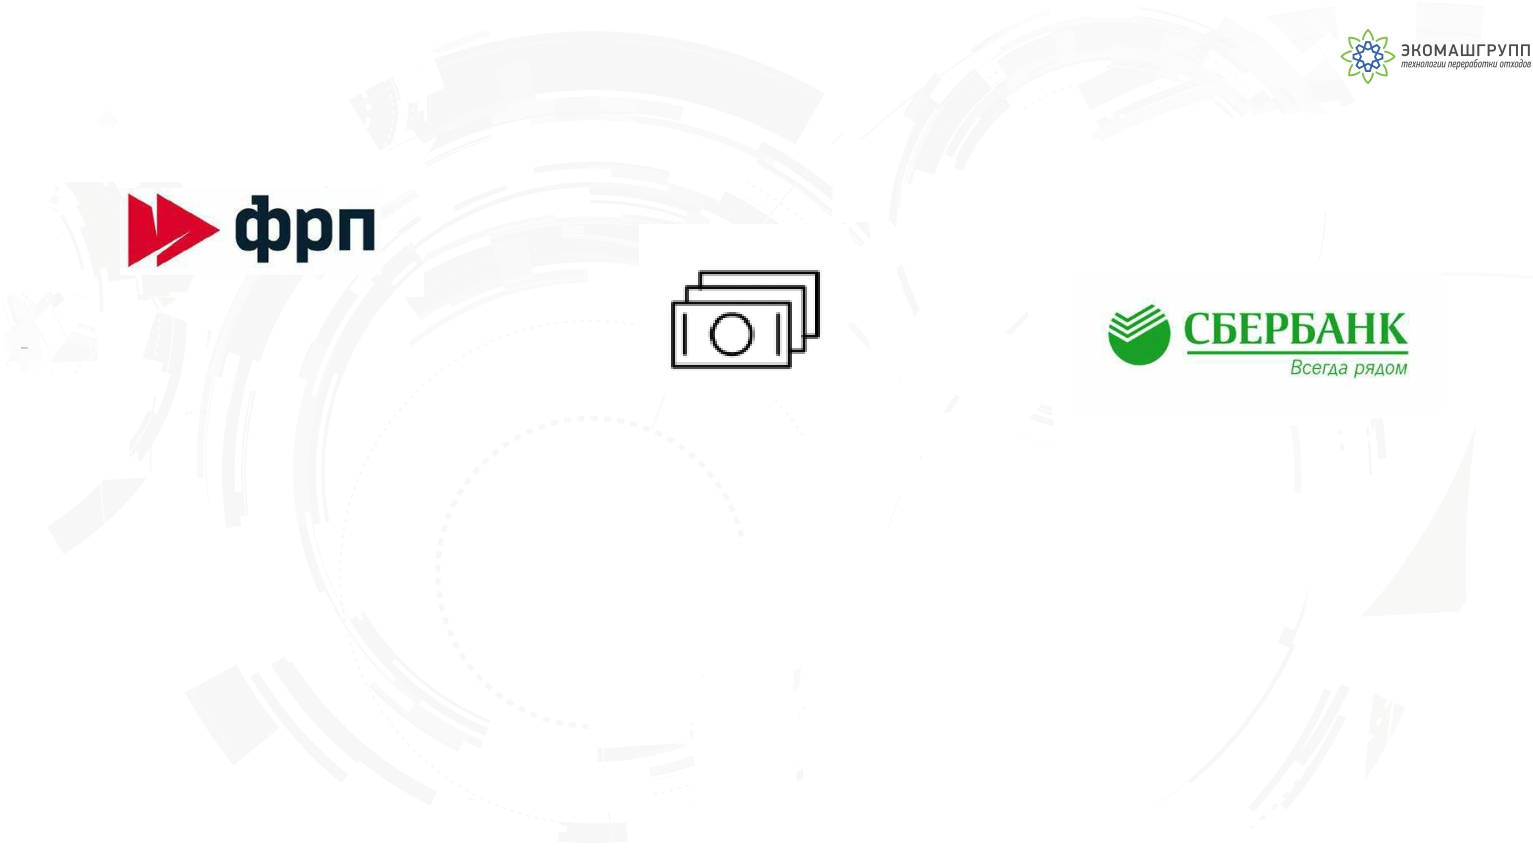 ЭКОМАШГРУПП
технологии переработки отходов
фрп
СБЕРБАНК
Всегда рядом